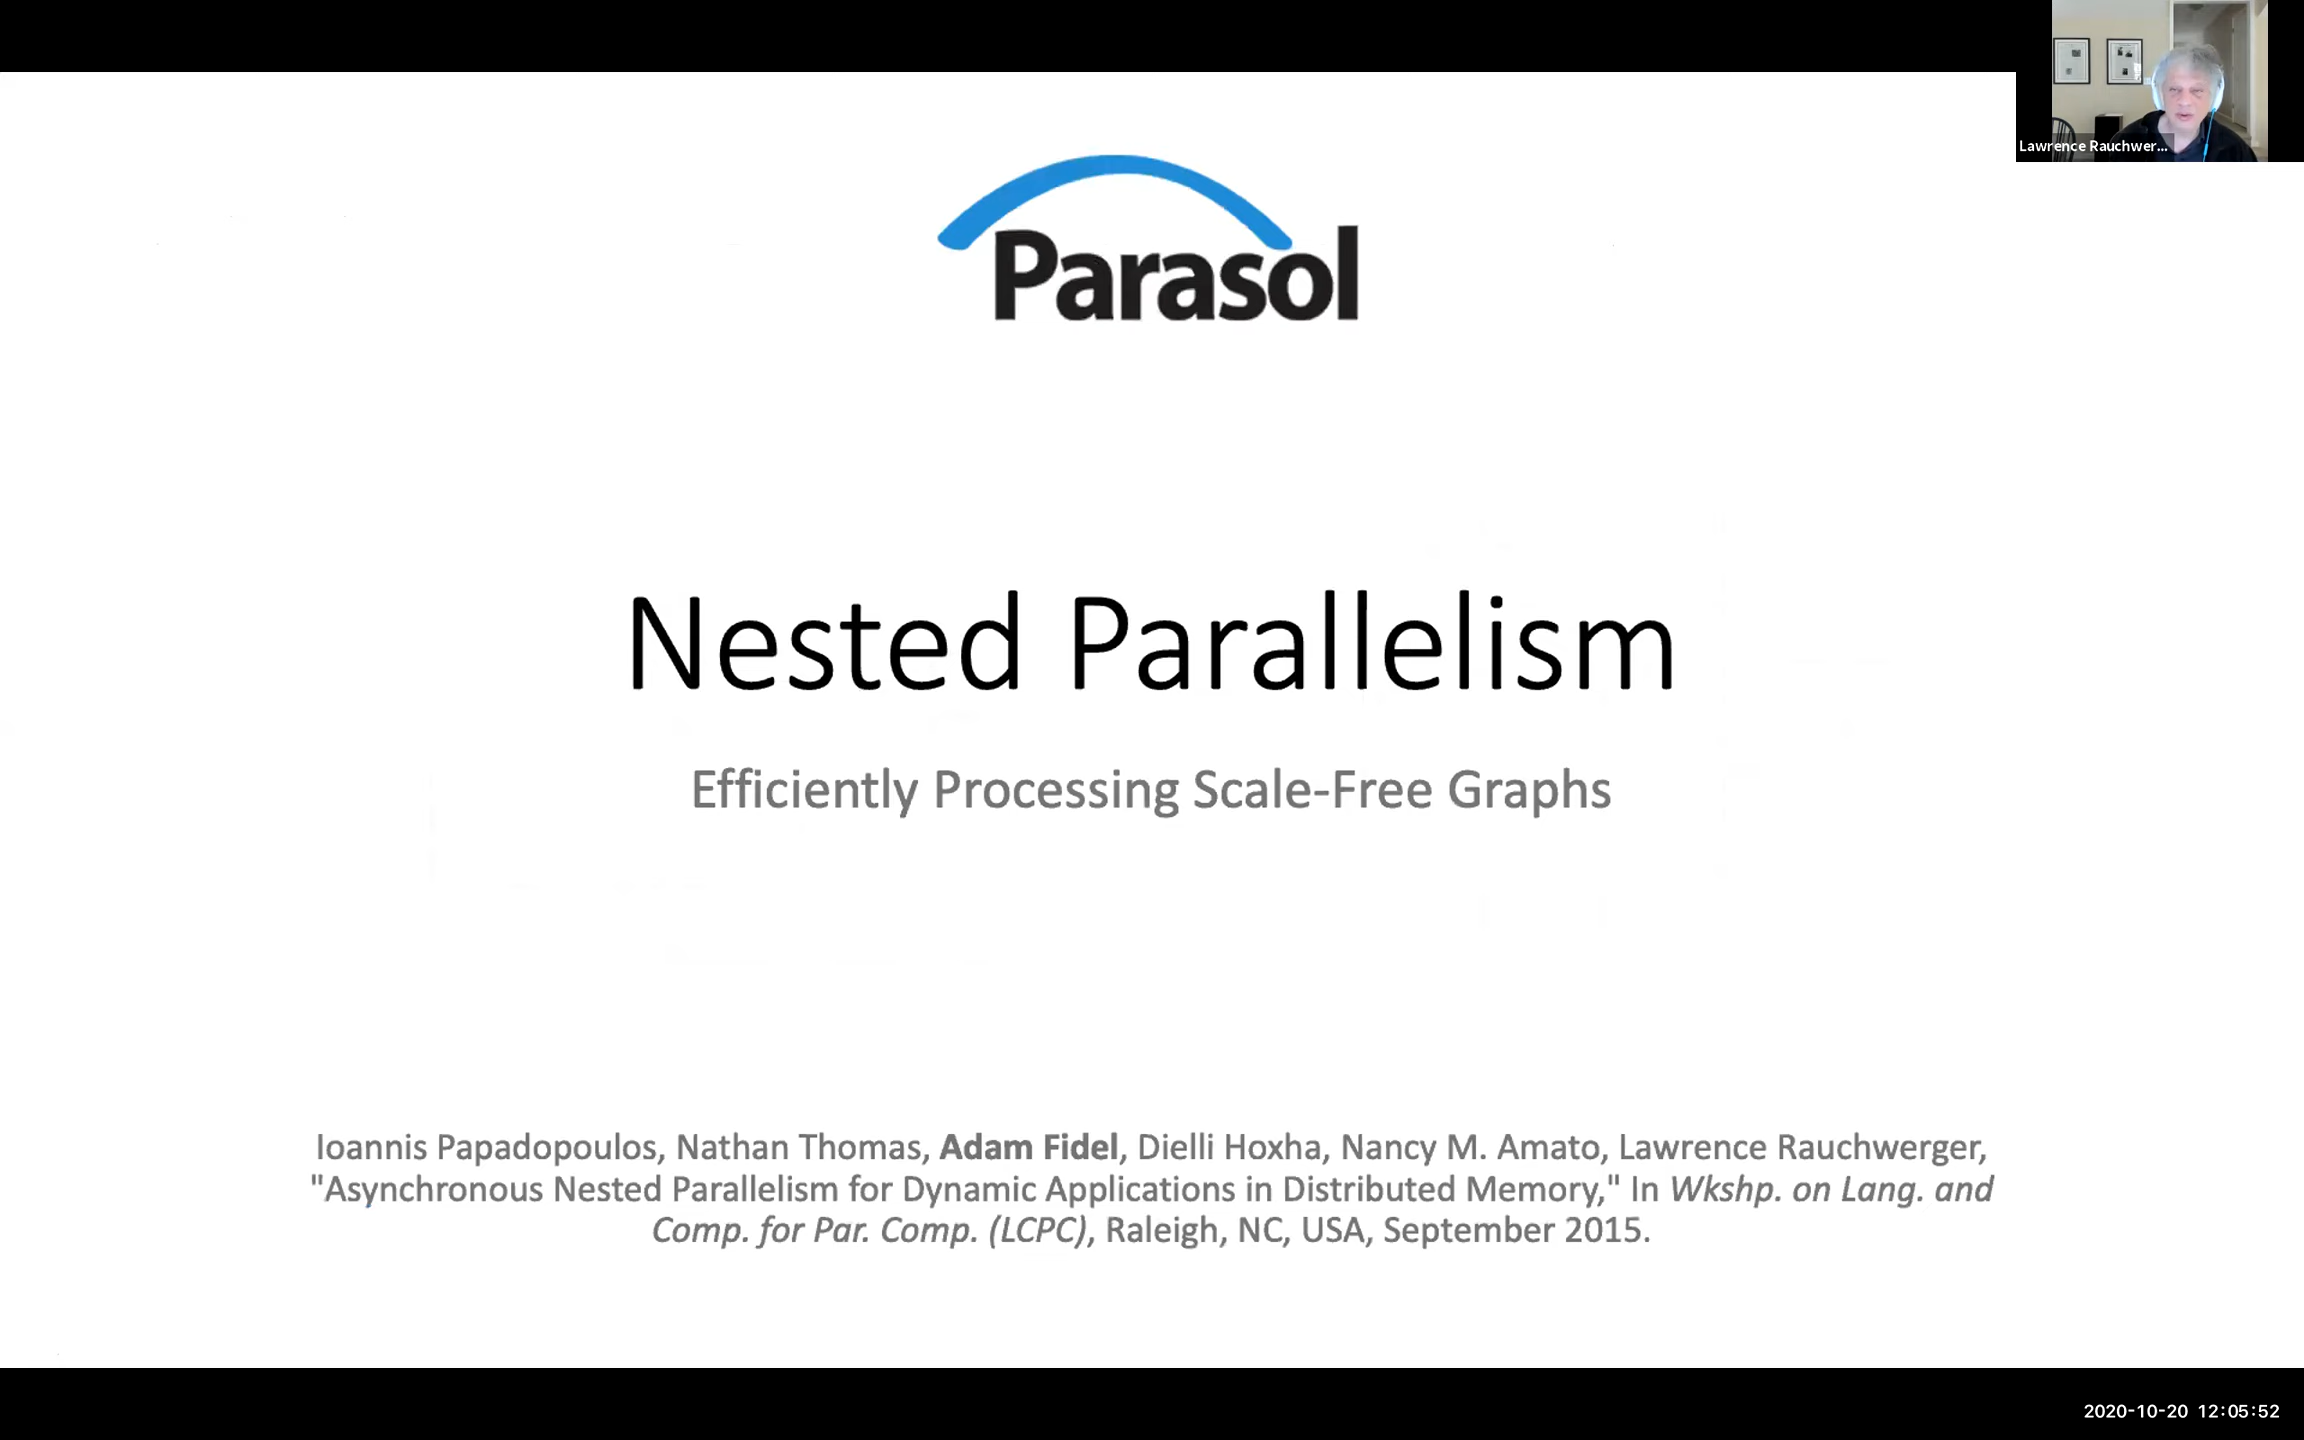 Lawrence Rauchwer...
Parasol
Nested Parallelism
Efficiently Processing Scale-Free Graphs
Ioannis Papadopoulos, Nathan Thomas, Adam Fidel, Dielli Hoxha, Nancy M. Amato, Lawrence Rauchwerger,
"Asynchronous Nested Parallelism for Dynamic Applications in Distributed Memory," In Wkshp. on Lang. and
Comp. for Par. Comp. (LCPC), Raleigh, NC, USA, September 2015.
2020-10-20 12:05:52